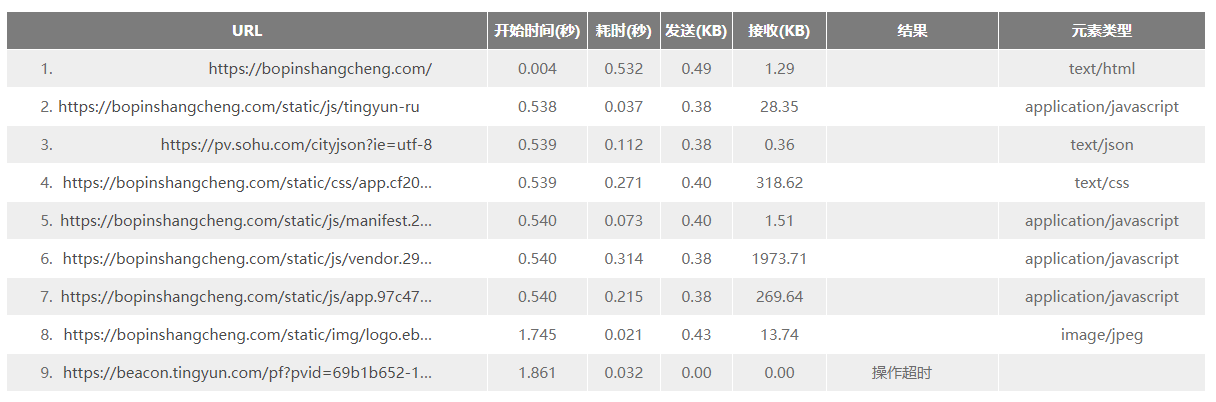 URL 开始时间(秒) 耗时(秒) 发送(KB) 接收(KB) 结果 元素类型
1. https://bopinshangcheng.com/ 0.004 0.532 0.49 1.29 text/html
2. https://bopinshangcheng.com/static/js/tingyun-ru 0.538 0.037 0.38 28.35 application/javascript
3. https://pv.sohu.com/cityjson?ie=utf-8 0.539 0.112 0.38 0.36 text/json
4. https://bopinshangcheng.com/static/css/app.cf20... 0.539 0.271 0.40 318.62 text/css
5. https://bopinshangcheng.com/static/js/manifest.2... 0.540 0.073 0.40 1.51 application/javascript
6. https://bopinshangcheng.com/static/js/vendor.29... 0.540 0.314 0.38 1973.71 application/javascript
7. https://bopinshangcheng.com/static/js/app.97c47... 0.540 0.215 0.38 269.64 application/javascript
8. https://bopinshangcheng.com/static/img/logo.eb... 1.745 0.021 0.43 13.74 image/jpeg
9. https://beacon.tingyun.com/pf?pvid=69b1b652-1... 1.861 0.032 0.00 0.00 操作超时